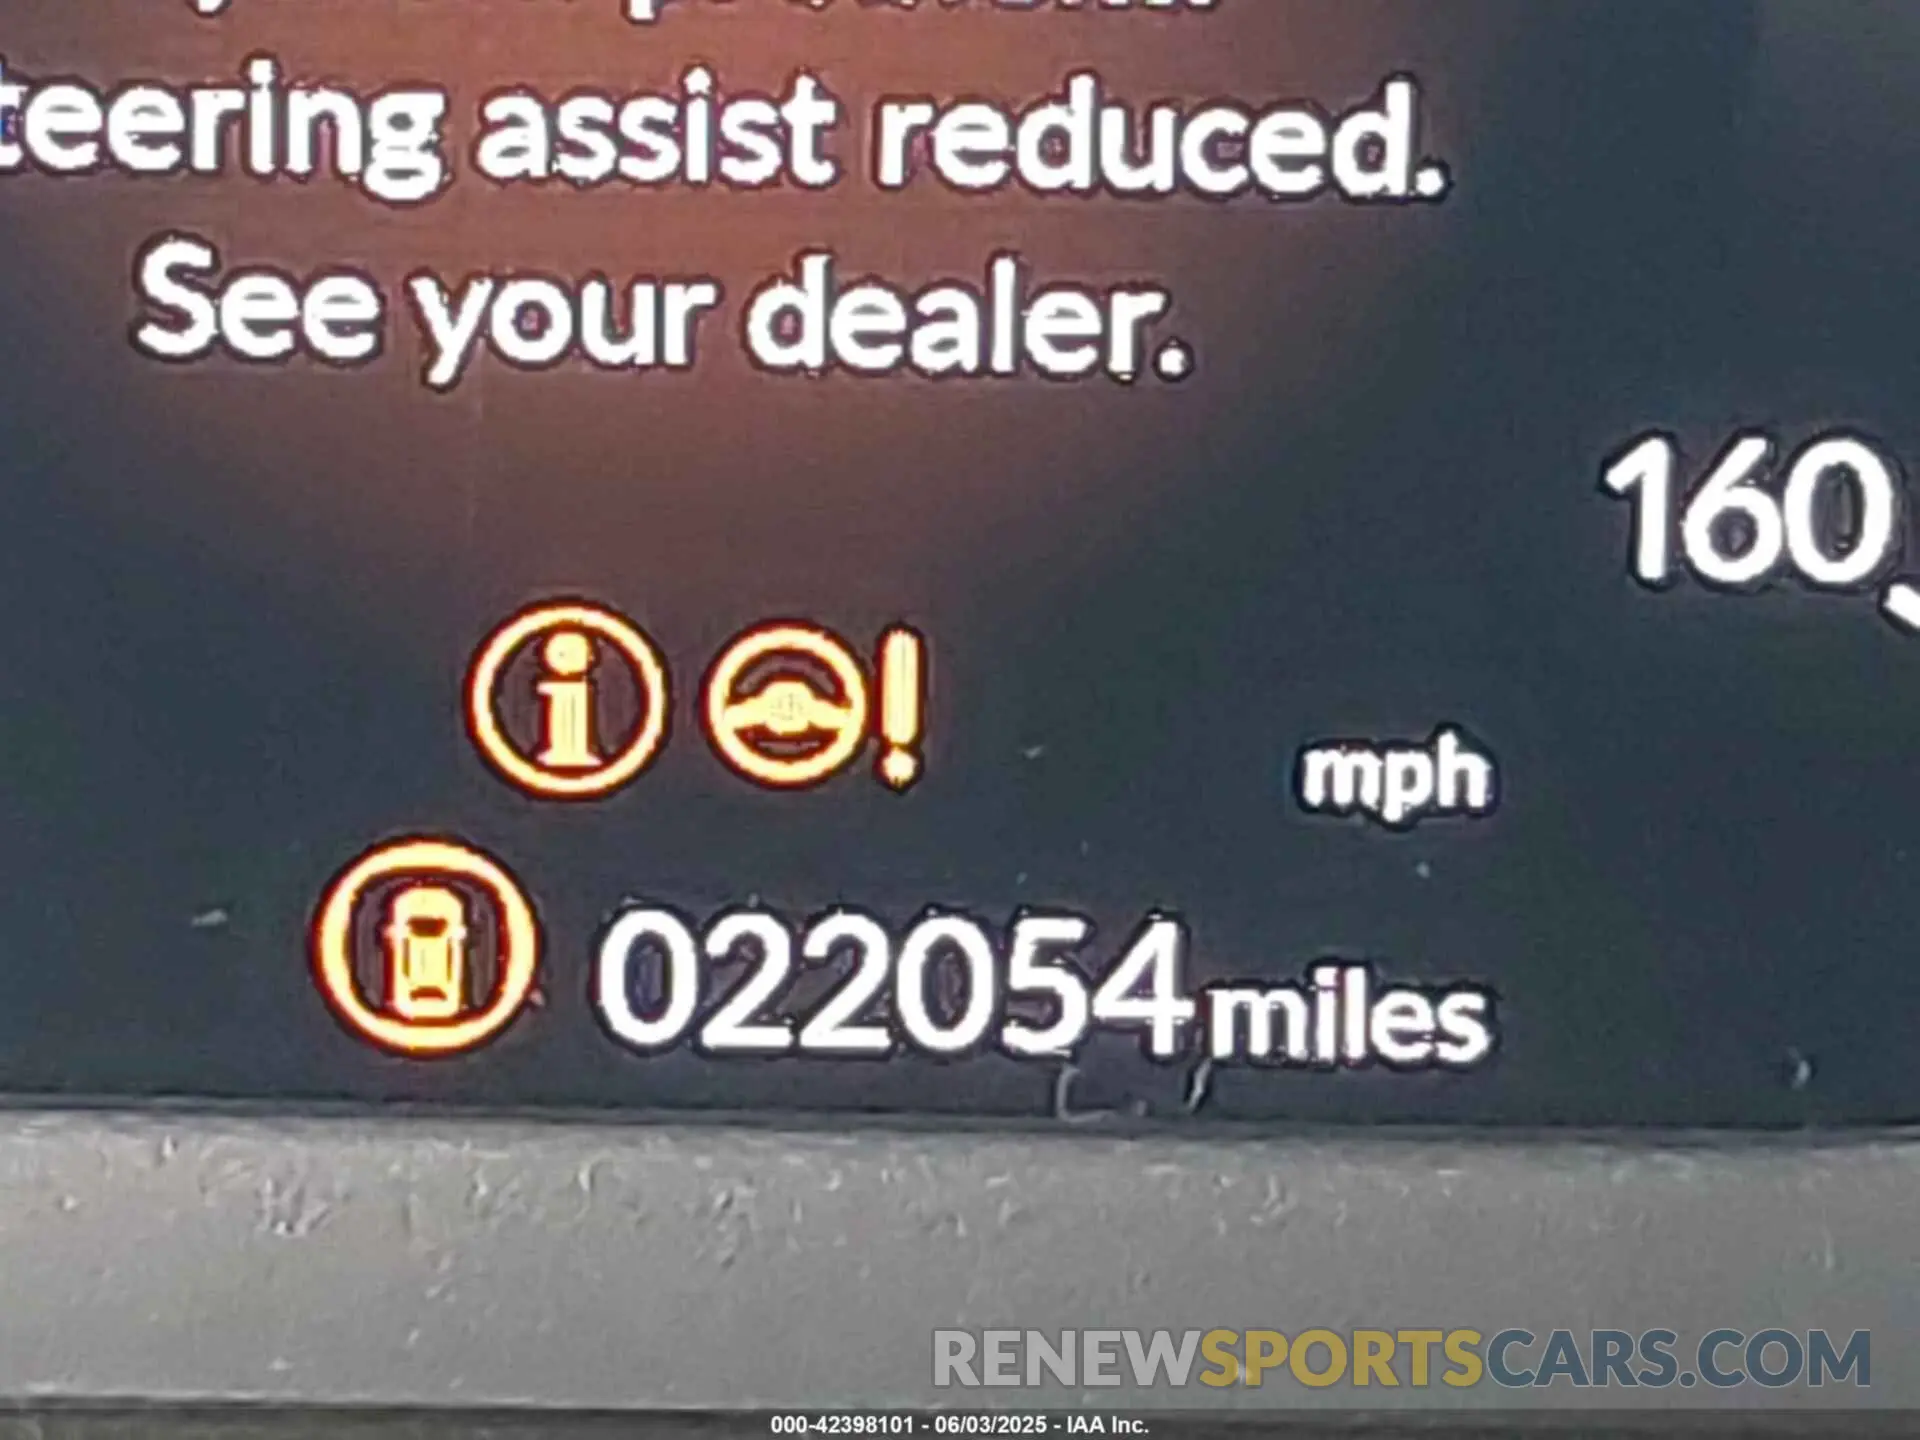 teering assist reduced.
See your dealer.
160
i !
mph
022054 miles
RENEWSPORTSCARS.COM
000-42398101 - 06/03/2025 - IAA Inc.